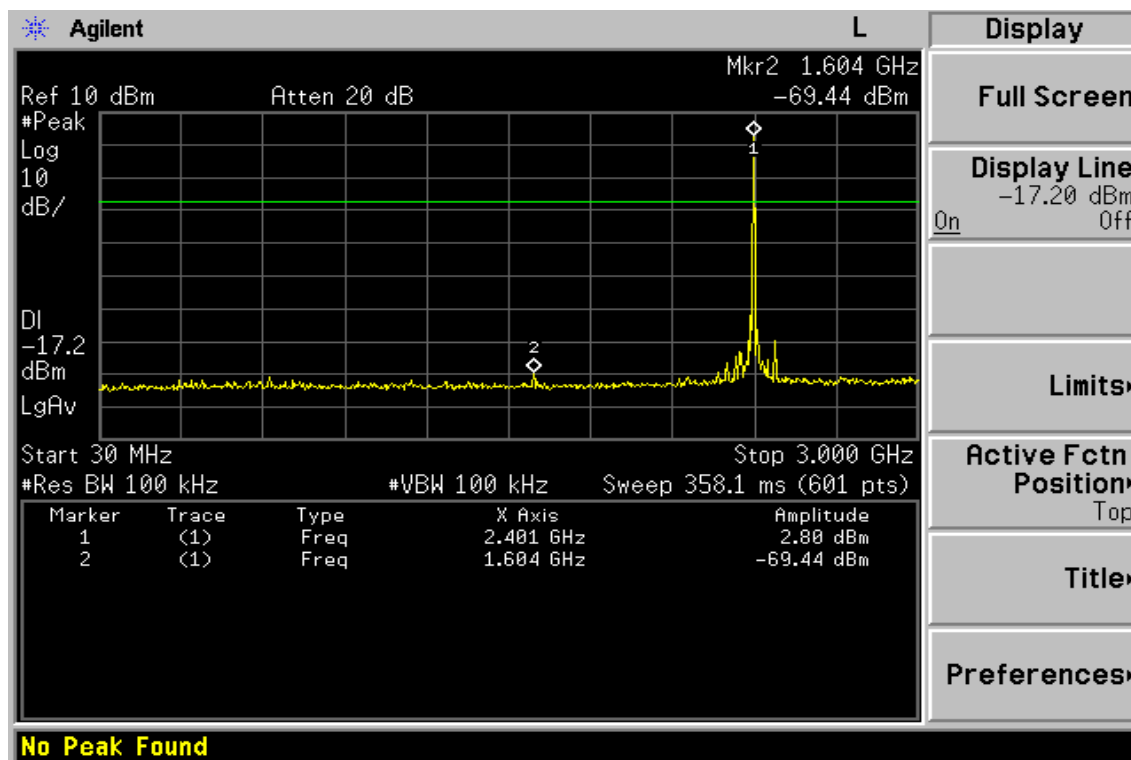 Agilent L
Mkr2 1.604 GHz
Ref 10 dBm Atten 20 dB -69.44 dBm
#Peak
Log
10
dB/
1
2
DI
-17.2
dBm
LgAv
Start 30 MHz Stop 3.000 GHz
#Res BW 100 kHz #VBW 100 kHz Sweep 358.1 ms (601 pts)
Marker Trace Type X Axis Amplitude
1 (1) Freq 2.401 GHz 2.80 dBm
2 (1) Freq 1.604 GHz -69.44 dBm
No Peak Found
Display
Full Screen
Display Line
-17.20 dBm
On Off
Limits
Active Fctn
Position
Top
Title
Preferences